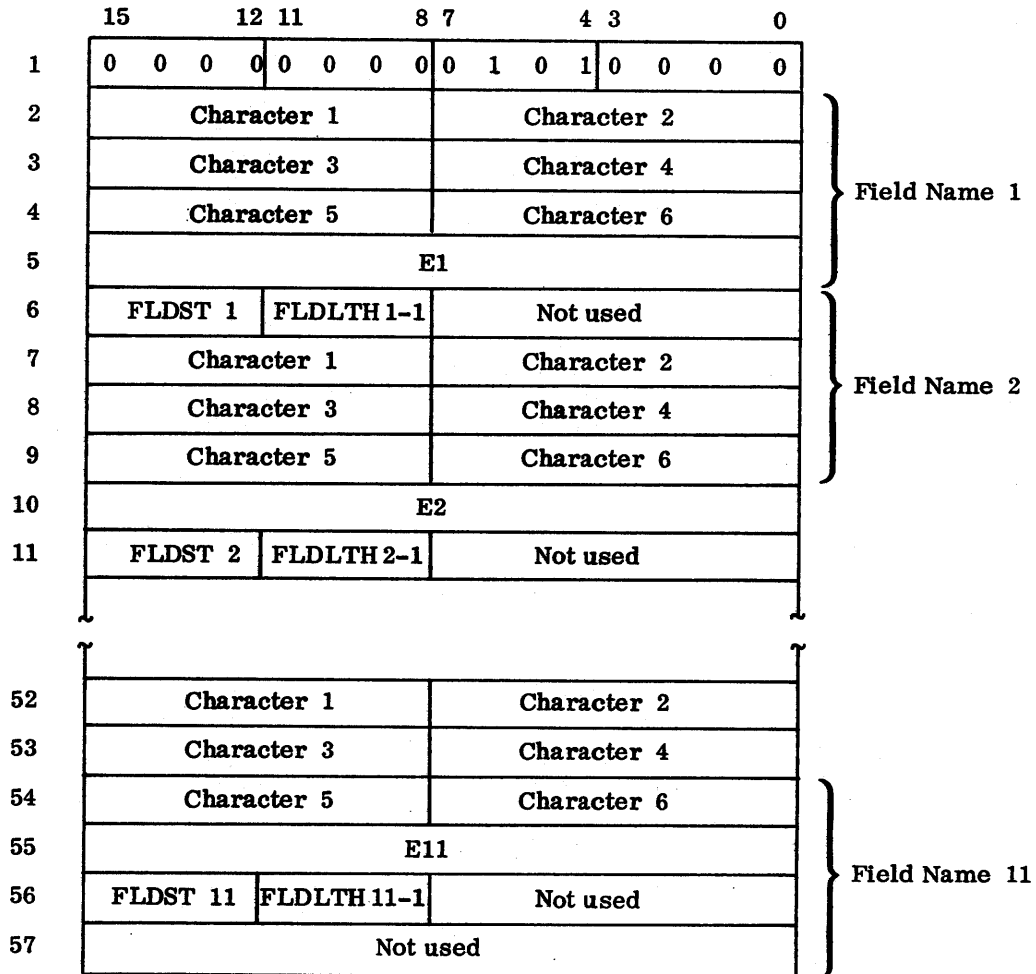 15 12 11 8 7 4 3 0
1 0 0 0 0 0 0 0 0 0 1 0 1 0 0 0 0
2 Character 1 Character 2
3 Character 3 Character 4
Field Name 1
4 Character 5 Character 6
5 E1
6 FLDST 1 FLDLTH 1-1 Not used
7 Character 1 Character 2
Field Name 2
8 Character 3 Character 4
9 Character 5 Character 6
10 E2
11 FLDST 2 FLDLTH 2-1 Not used
52 Character 1 Character 2
53 Character 3 Character 4
54 Character 5 Character 6
55 E11
Field Name 11
56 FLDST 11 FLDLTH 11-1 Not used
57 Not used